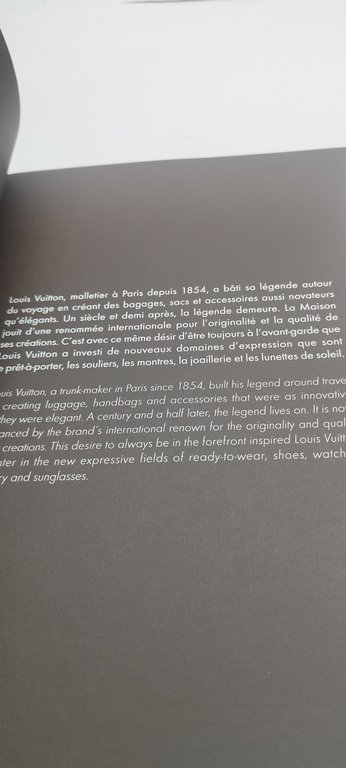 Louis Vuitton, malletier à Paris depuis 1854, a bâti sa légende autour
du voyage en créant des bagages, sacs et accessoires aussi novateurs
qu'élégants. Un siècle et demi après, la légende demeure. La Maison
jouit d'une renommée internationale pour l'originalité et la qualité de
ses créations. C'est avec ce même désir d'être toujours à l'avant-garde que
Louis Vuitton a investi de nouveaux domaines d'expression que sont
le prêt-à-porter, les souliers, les montres, la joaillerie et les lunettes de soleil.
uis Vuitton, a trunk-maker in Paris since 1854, built his legend around trave
creating luggage, handbags and accessories that were as innovativ
they were elegant. A century and a half later, the legend lives on. It is no
anced by the brand's international renown for the originality and qual
creations. This desire to always be in the forefront inspired Louis Vuitt
nter in the new expressive fields of ready-to-wear, shoes, watch
ry and sunglasses.